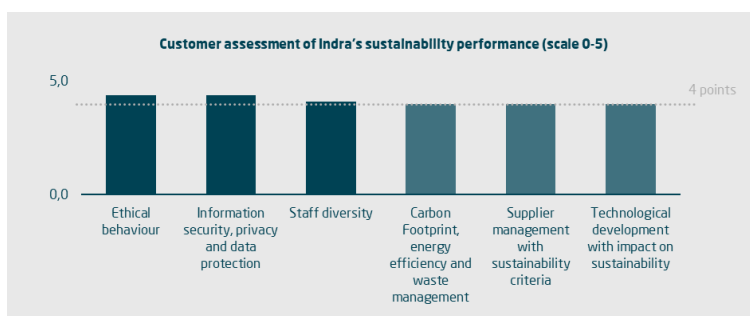 Customer assessment of Indra's sustainability performance (scale 0-5)
5,0
4 points
0,0
Ethical
behaviour
Information
security, privacy
and data
protection
Staff diversity
Carbon
Footprint,
energy
efficiency and
waste
management
Supplier
management
with
sustainability
criteria
Technological
development
with impact on
sustainability